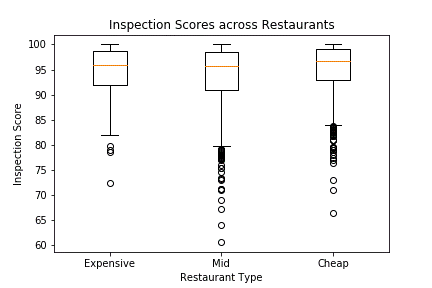 Inspection Scores across Restaurants
100
95
90
85
80
75
70
65
60
Inspection Score
Expensive Mid Cheap
Restaurant Type